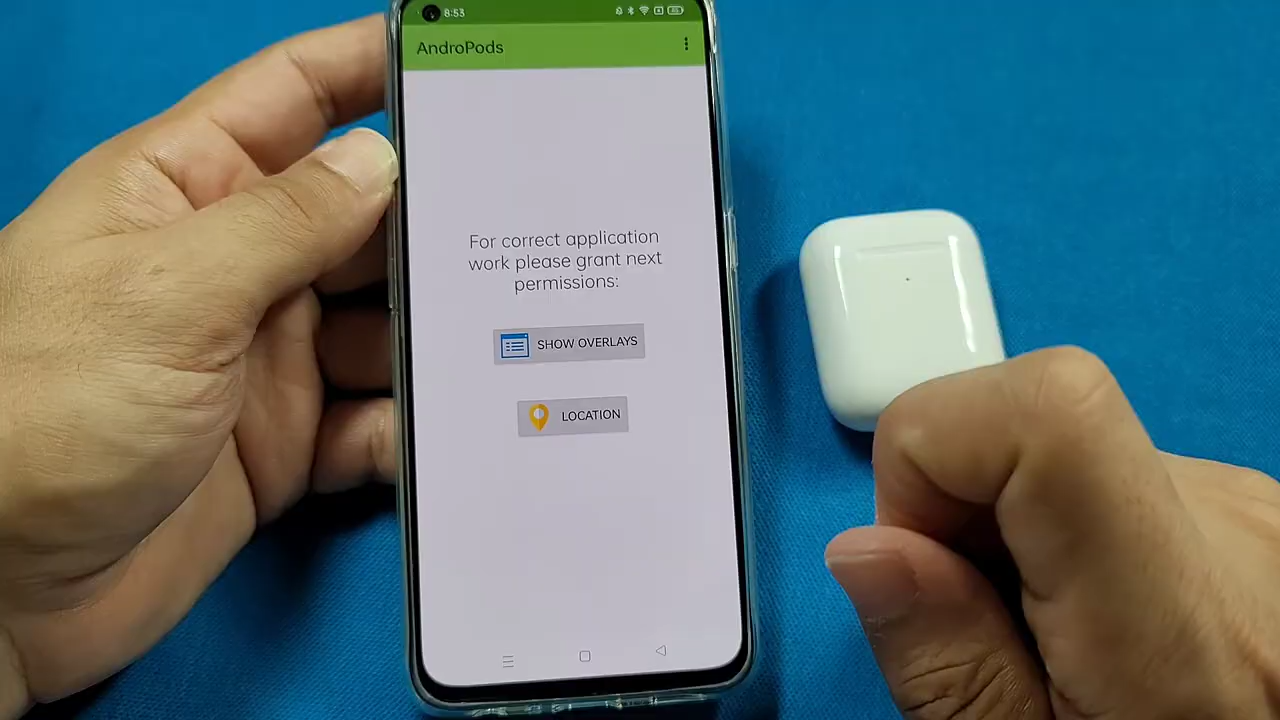 8:53
AndroPods
For correct application
work please grant next
permissions:
SHOW OVERLAYS
LOCATION